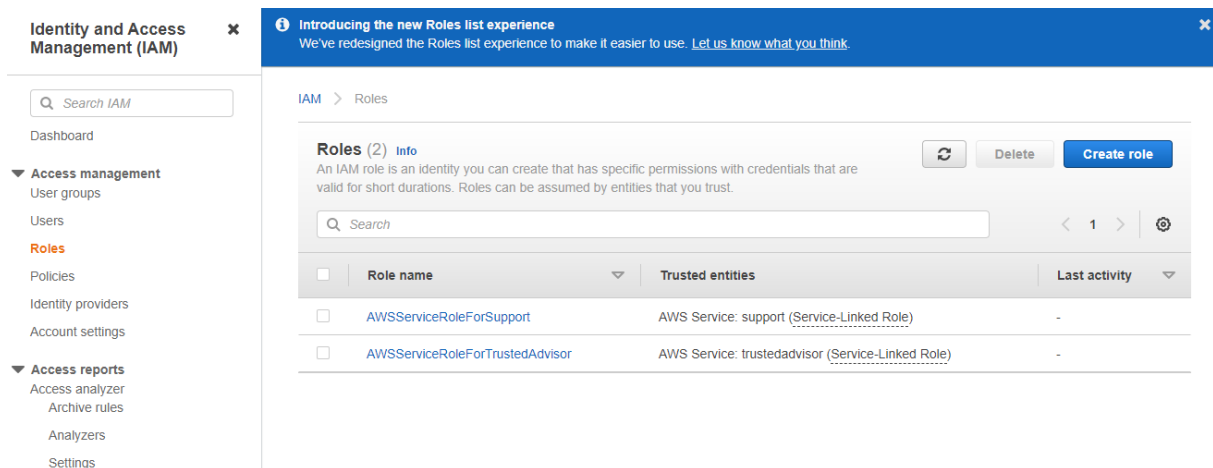 Identity and Access
Management (IAM)
Search IAM
Dashboard
Access management
User groups
Users
Roles
Policies
Identity providers
Account settings
Access reports
Access analyzer
Archive rules
Analyzers
Settings
Introducing the new Roles list experience
We've redesigned the Roles list experience to make it easier to use. Let us know what you think.
IAM > Roles
Roles (2) Info
An IAM role is an identity you can create that has specific permissions with credentials that are
valid for short durations. Roles can be assumed by entities that you trust.
Delete
Create role
Search
1
Role name Trusted entities Last activity
AWSServiceRoleForSupport AWS Service: support (Service-Linked Role) -
AWSServiceRoleForTrustedAdvisor AWS Service: trustedadvisor (Service-Linked Role) -